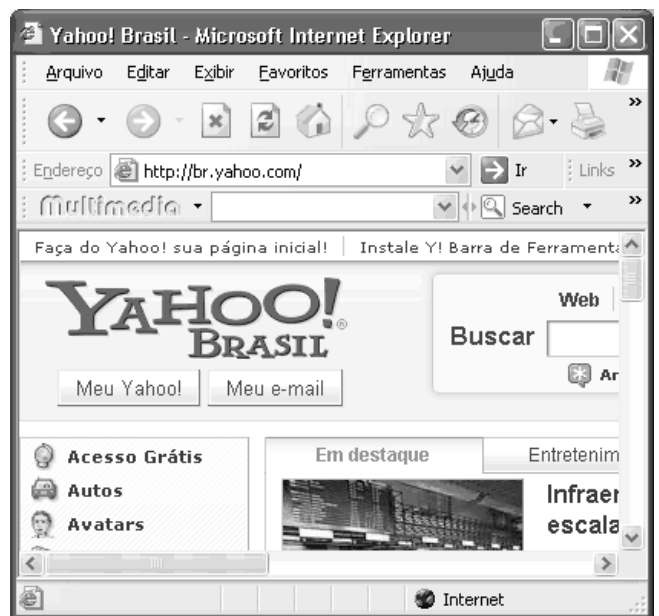 Yahoo! Brasil - Microsoft Internet Explorer
Arquivo Editar Exibir Favoritos Ferramentas Ajuda
»
Endereço http://br.yahoo.com/ Ir Links »
Multimedia Search »
Faça do Yahoo! sua página inicial! Instale Y! Barra de Ferramenta
YAHOO!®
BRASIL
Web
Buscar
Ar
Meu Yahoo! Meu e-mail
Acesso Grátis
Autos
Avatars
Em destaque Entretenim
Infraer
escala
Internet